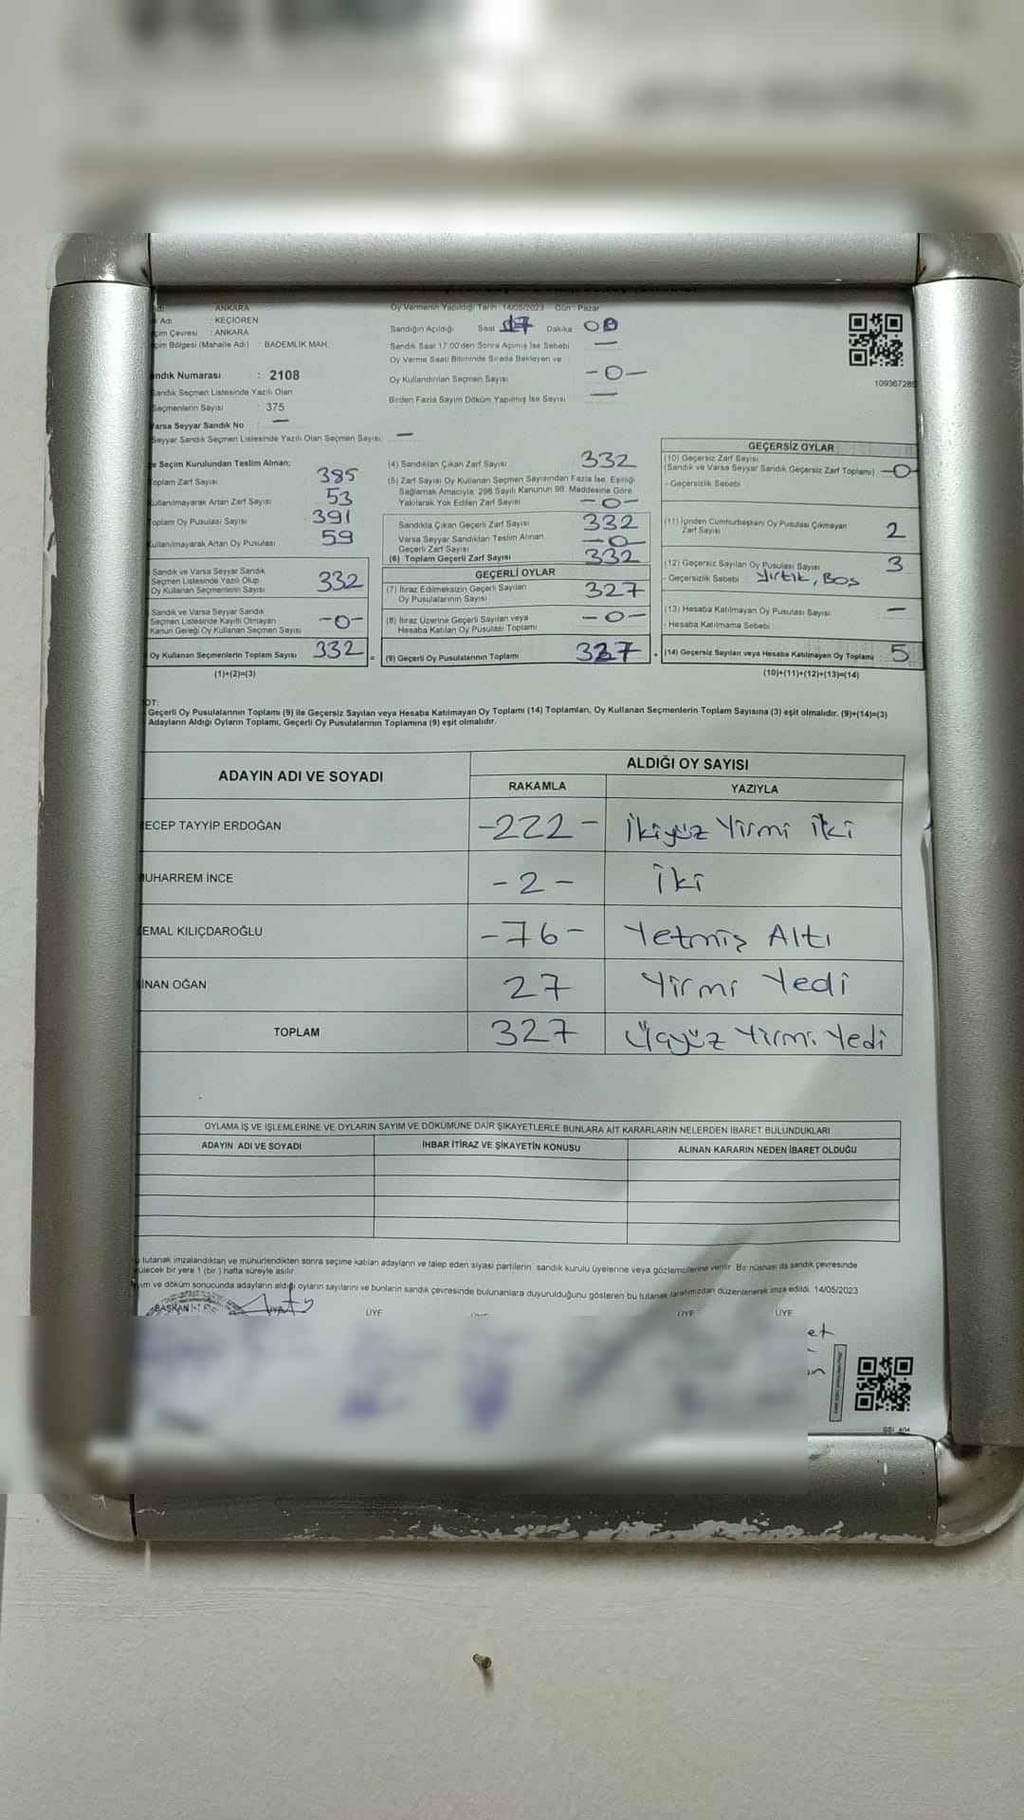 ANKARA
Adı KEÇİÖREN
çim Çevresi : ANKARA
çim Bölgesi (Mahalle Adı) : BADEMLİK MAH.
ndık Numarası : 2108
Sandık Seçmen Listesinde Yazılı Olan
Seçmenlerin Sayısı : 375
Varsa Seyyar Sandık No —
Seyyar Sandık Seçmen Listesinde Yazılı Olan Seçmen Sayısı —
Oy Vermenin Yapıldığı Tarih 14/05/2023 Gün: Pazar
Sandığın Açıldığı Saat 17 Dakika 00
Sandık Saat 17.00'den Sonra Açılmış İse Sebebi —
Oy Verme Saati Bitiminde Sırada Bekleyen ve
Oy Kullandırılan Seçmen Sayısı -0-
Birden Fazla Sayım Döküm Yapılmış İse Sayısı —
109367285
e Seçim Kurulundan Teslim Alınan;
Toplam Zarf Sayısı 385
Kullanılmayarak Artan Zarf Sayısı 53
Toplam Oy Pusulası Sayısı 391
Kullanılmayarak Artan Oy Pusulası 59
Sandık ve Varsa Seyyar Sandık
Seçmen Listesinde Yazılı Olup
Oy Kullanan Seçmenlerin Sayısı 332
Sandık ve Varsa Seyyar Sandık
Seçmen Listesinde Kayıtlı Olmayan
Kanun Gereği Oy Kullanan Seçmen Sayısı -0-
Oy Kullanan Seçmenlerin Toplam Sayısı 332
(1)+(2)=(3)
(4) Sandıktan Çıkan Zarf Sayısı 332
(5) Zarf Sayısı Oy Kullanan Seçmen Sayısından Fazla İse, Eşitliği
Sağlamak Amacıyla, 298 Sayılı Kanunun 98. Maddesine Göre
Yakılarak Yok Edilen Zarf Sayısı -0-
Sandıkta Çıkan Geçerli Zarf Sayısı 332
Varsa Seyyar Sandıktan Teslim Alınan
Geçerli Zarf Sayısı -0-
(6) Toplam Geçerli Zarf Sayısı 332
GEÇERLİ OYLAR
(7) İtiraz Edilmeksizin Geçerli Sayılan
Oy Pusulalarının Sayısı 327
(8) İtiraz Üzerine Geçerli Sayılan veya
Hesaba Katılan Oy Pusulası Toplamı -0-
(9) Geçerli Oy Pusulalarının Toplamı 327
GEÇERSİZ OYLAR
(10) Geçersiz Zarf Sayısı
(Sandık ve Varsa Seyyar Sandık Geçersiz Zarf Toplamı) -0-
- Geçersizlik Sebebi
(11) İçinden Cumhurbaşkanı Oy Pusulası Çıkmayan
Zarf Sayısı 2
(12) Geçersiz Sayılan Oy Pusulası Sayısı 3
- Geçersizlik Sebebi Yırtık, Boş
(13) Hesaba Katılmayan Oy Pusulası Sayısı —
- Hesaba Katılmama Sebebi
(14) Geçersiz Sayılan veya Hesaba Katılmayan Oy Toplamı 5
(10)+(11)+(12)+(13)=(14)
OT:
Geçerli Oy Pusulalarının Toplamı (9) ile Geçersiz Sayılan veya Hesaba Katılmayan Oy Toplamı (14) Toplamları, Oy Kullanan Seçmenlerin Toplam Sayısına (3) eşit olmalıdır. (9)+(14)=(3)
Adayların Aldığı Oyların Toplamı, Geçerli Oy Pusulalarının Toplamına (9) eşit olmalıdır.
ADAYIN ADI VE SOYADI
ALDIĞI OY SAYISI
RAKAMLA YAZIYLA
ECEP TAYYİP ERDOĞAN -222- İkiyüz Yirmi İki
UHARREM İNCE -2- İki
EMAL KILIÇDAROĞLU -76- Yetmiş Altı
İNAN OĞAN 27 Yirmi Yedi
TOPLAM 327 Üçyüz Yirmi Yedi
OYLAMA İŞ VE İŞLEMLERİNE VE OYLARIN SAYIM VE DÖKÜMÜNE DAİR ŞİKAYETLERLE BUNLARA AİT KARARLARIN NELERDEN İBARET BULUNDUKLARI
ADAYIN ADI VE SOYADI İHBAR İTİRAZ VE ŞİKAYETİN KONUSU ALINAN KARARIN NEDEN İBARET OLDUĞU
tutanak imzalandıktan ve mühürlendikten sonra seçime katılan adayların ve talep eden siyasi partilerin sandık kurulu üyelerine veya gözlemcilerine verilir. Bir nüshası da sandık çevresinde
ülecek bir yere 1 (bir) hafta süreyle asılır.
ım ve döküm sonucunda adayların aldığı oyların sayılarını ve bunların sandık çevresinde bulunanlara duyurulduğunu gösteren bu tutanak tarafımızdan düzenlenerek imza edildi. 14/05/2023
BAŞKAN ÜYE ÜYE ÜYE
et